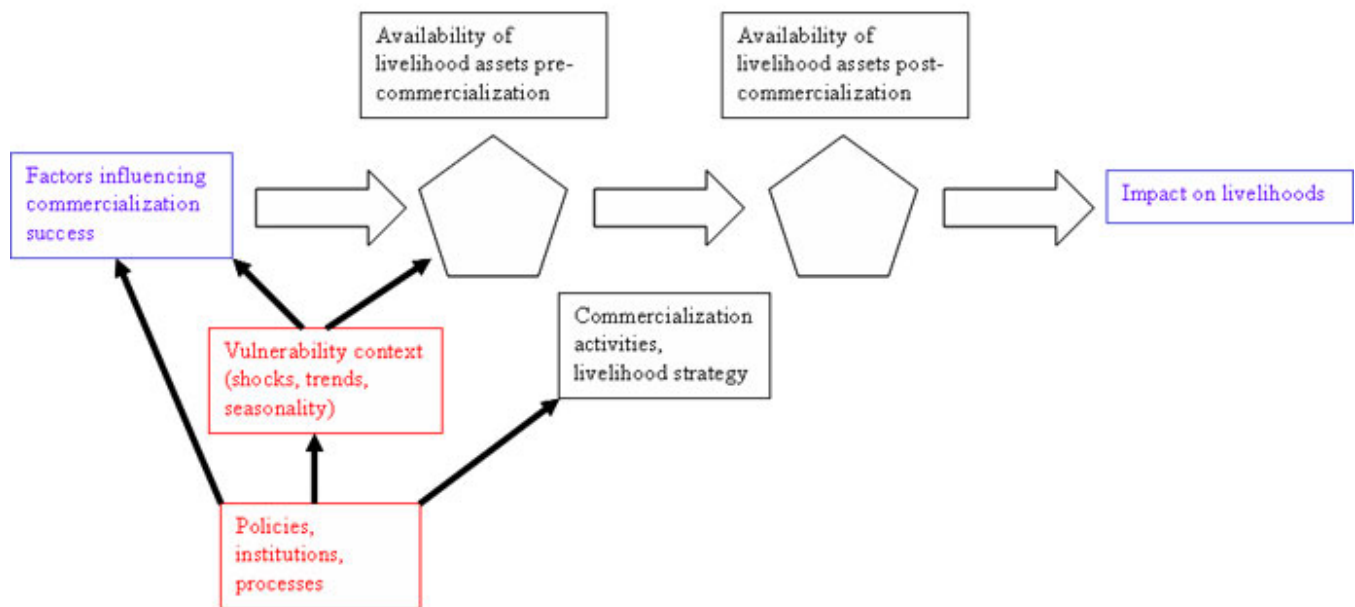 Availability of
livelihood assets pre-
commercialization
Availability of
livelihood assets post-
commercialization
Factors influencing
commercialization
success
Impact on livelihoods
Commercialization
activities,
livelihood strategy
Vulnerability context
(shocks, trends,
seasonality)
Policies,
institutions,
processes